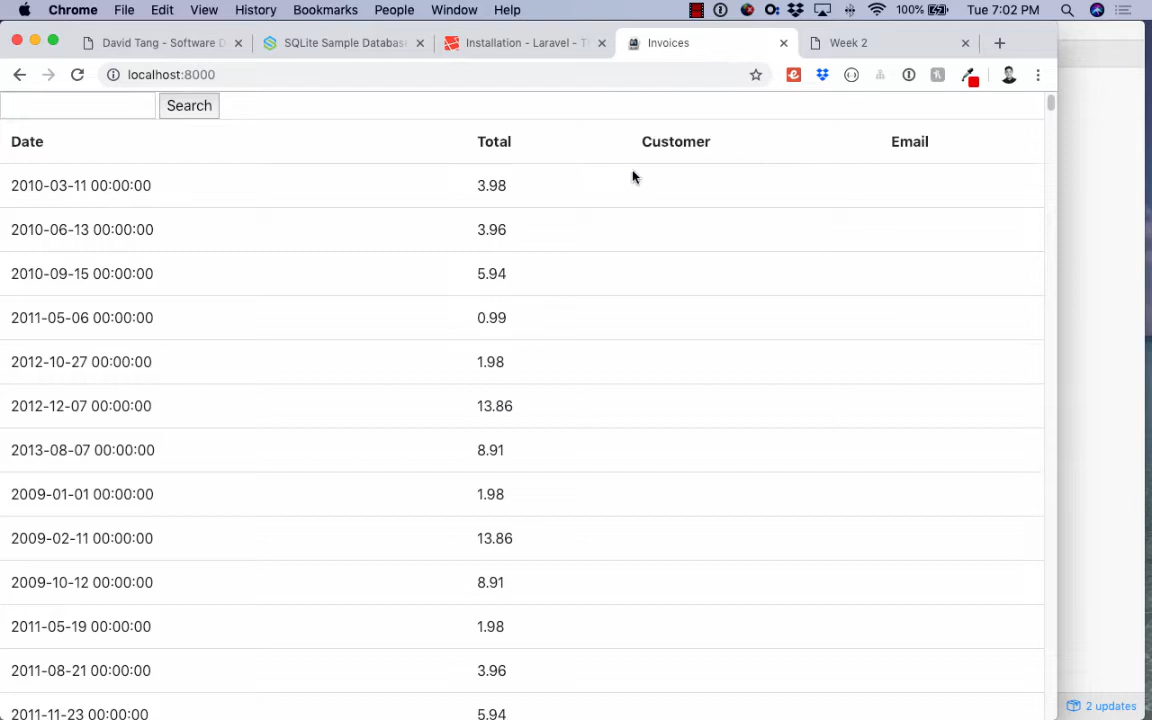 Chrome File Edit View History Bookmarks People Window Help 100% Tue 7:02 PM
David Tang - Software D SQLite Sample Databas Installation - Laravel - T Invoices Week 2
localhost:8000
Search
Date Total Customer Email
2010-03-11 00:00:00 3.98
2010-06-13 00:00:00 3.96
2010-09-15 00:00:00 5.94
2011-05-06 00:00:00 0.99
2012-10-27 00:00:00 1.98
2012-12-07 00:00:00 13.86
2013-08-07 00:00:00 8.91
2009-01-01 00:00:00 1.98
2009-02-11 00:00:00 13.86
2009-10-12 00:00:00 8.91
2011-05-19 00:00:00 1.98
2011-08-21 00:00:00 3.96
2011-11-23 00:00:00 5.94
2 updates